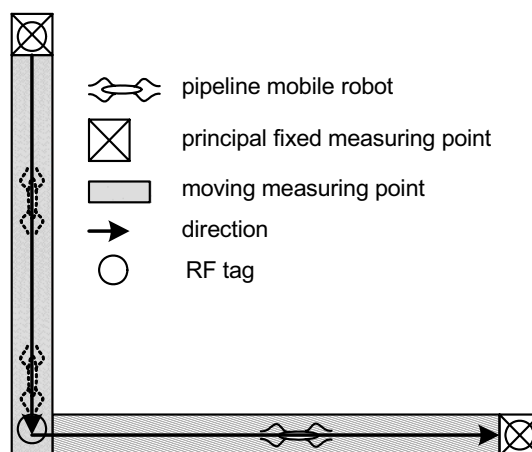 pipeline mobile robot
principal fixed measuring point
moving measuring point
direction
RF tag